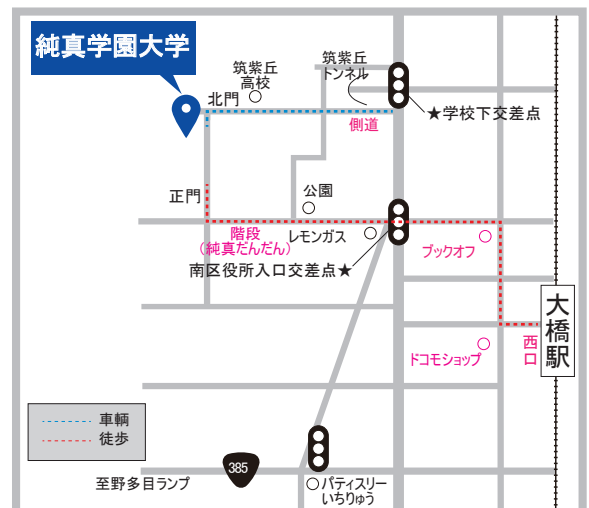 純真学園大学
筑紫丘
高校
筑紫丘
トンネル
北門
★学校下交差点
側道
正門
公園
階段
(純真だんだん)
レモンガス
ブックオフ
南区役所入口交差点★
大橋駅
西口
ドコモショップ
車輌
徒歩
385
至野多目ランプ
パティスリー
いちりゅう